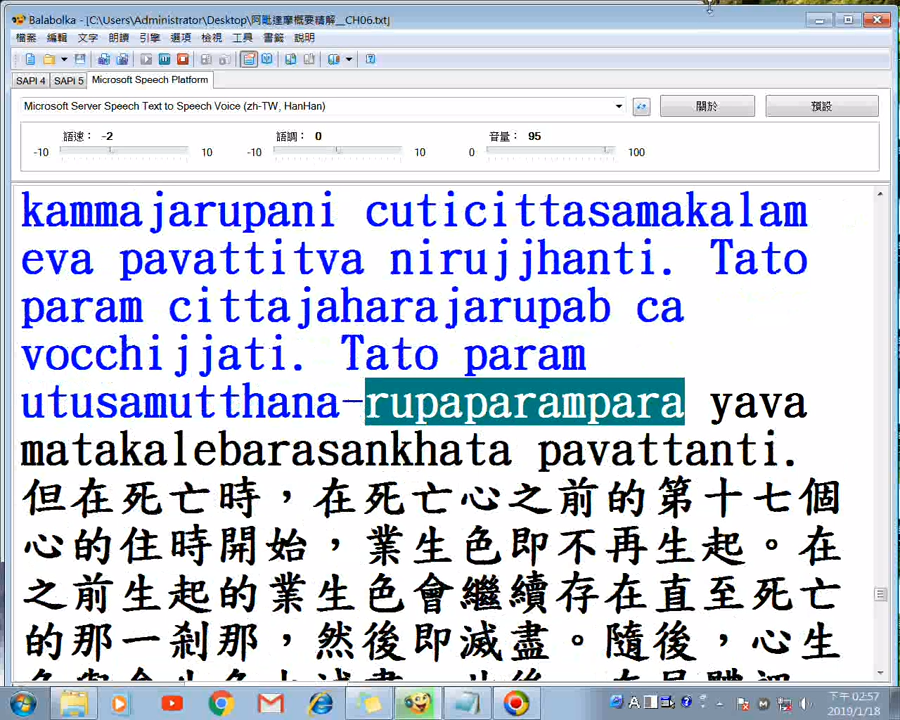 Balabolka - [C:\Users\Administrator\Desktop\阿毗達摩概要精解__CH06.txt]
檔案 編輯 文字 朗讀 引擎 選項 檢視 工具 書籤 說明
SAPI 4 SAPI 5 Microsoft Speech Platform
Microsoft Server Speech Text to Speech Voice (zh-TW, HanHan) 關於 預設
語速： -2 語調： 0 音量： 95
-10 10 -10 10 0 100
kammajarupani cuticittasamakalam
eva pavattitva nirujjhanti. Tato
param cittajaharajarupab ca
vocchijjati. Tato param
utusamutthana-rupaparampara yava
matakalebarasankhata pavattanti.
但在死亡時，在死亡心之前的第十七個
心的住時開始，業生色即不再生起。在
之前生起的業生色會繼續存在直至死亡
的那一剎那，然後即滅盡。隨後，心生
下午 02:57
2019/1/18